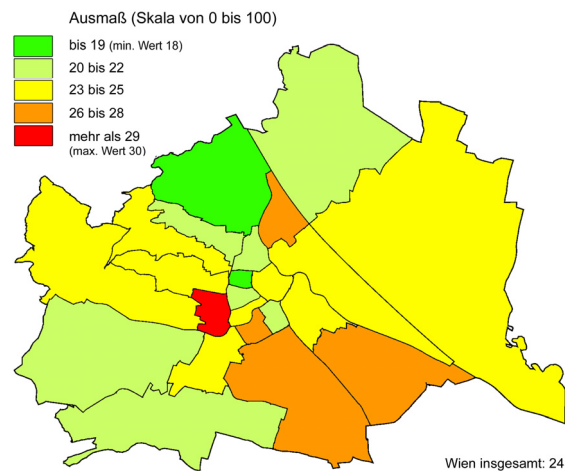 Ausmaß (Skala von 0 bis 100)
bis 19 (min. Wert 18)
20 bis 22
23 bis 25
26 bis 28
mehr als 29
(max. Wert 30)
Wien insgesamt: 24